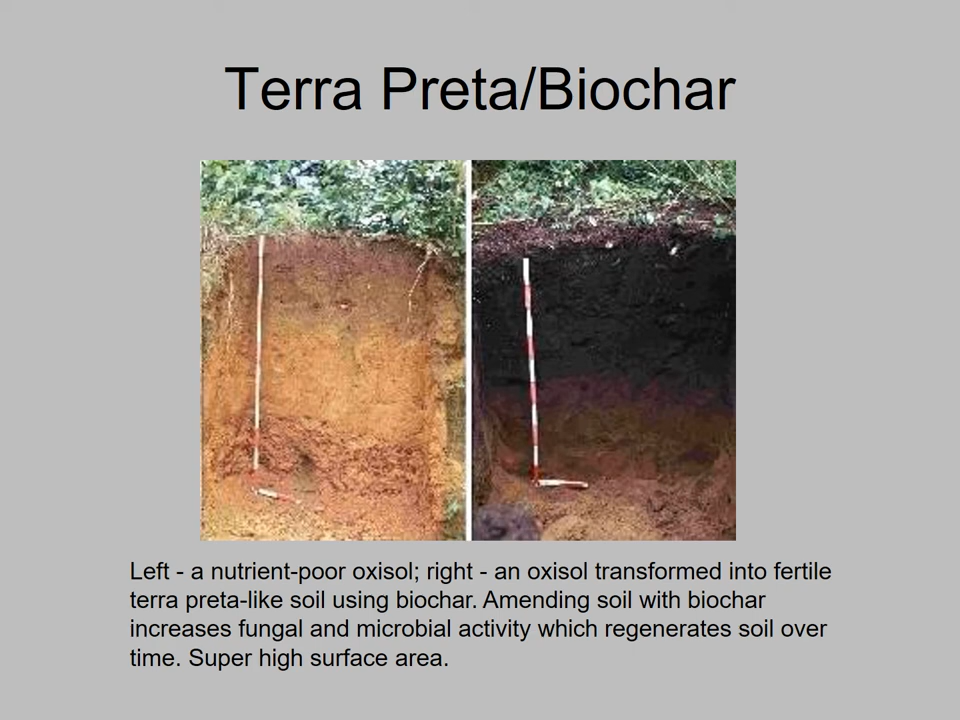 Terra Preta/Biochar
Left - a nutrient-poor oxisol; right - an oxisol transformed into fertile
terra preta-like soil using biochar. Amending soil with biochar
increases fungal and microbial activity which regenerates soil over
time. Super high surface area.